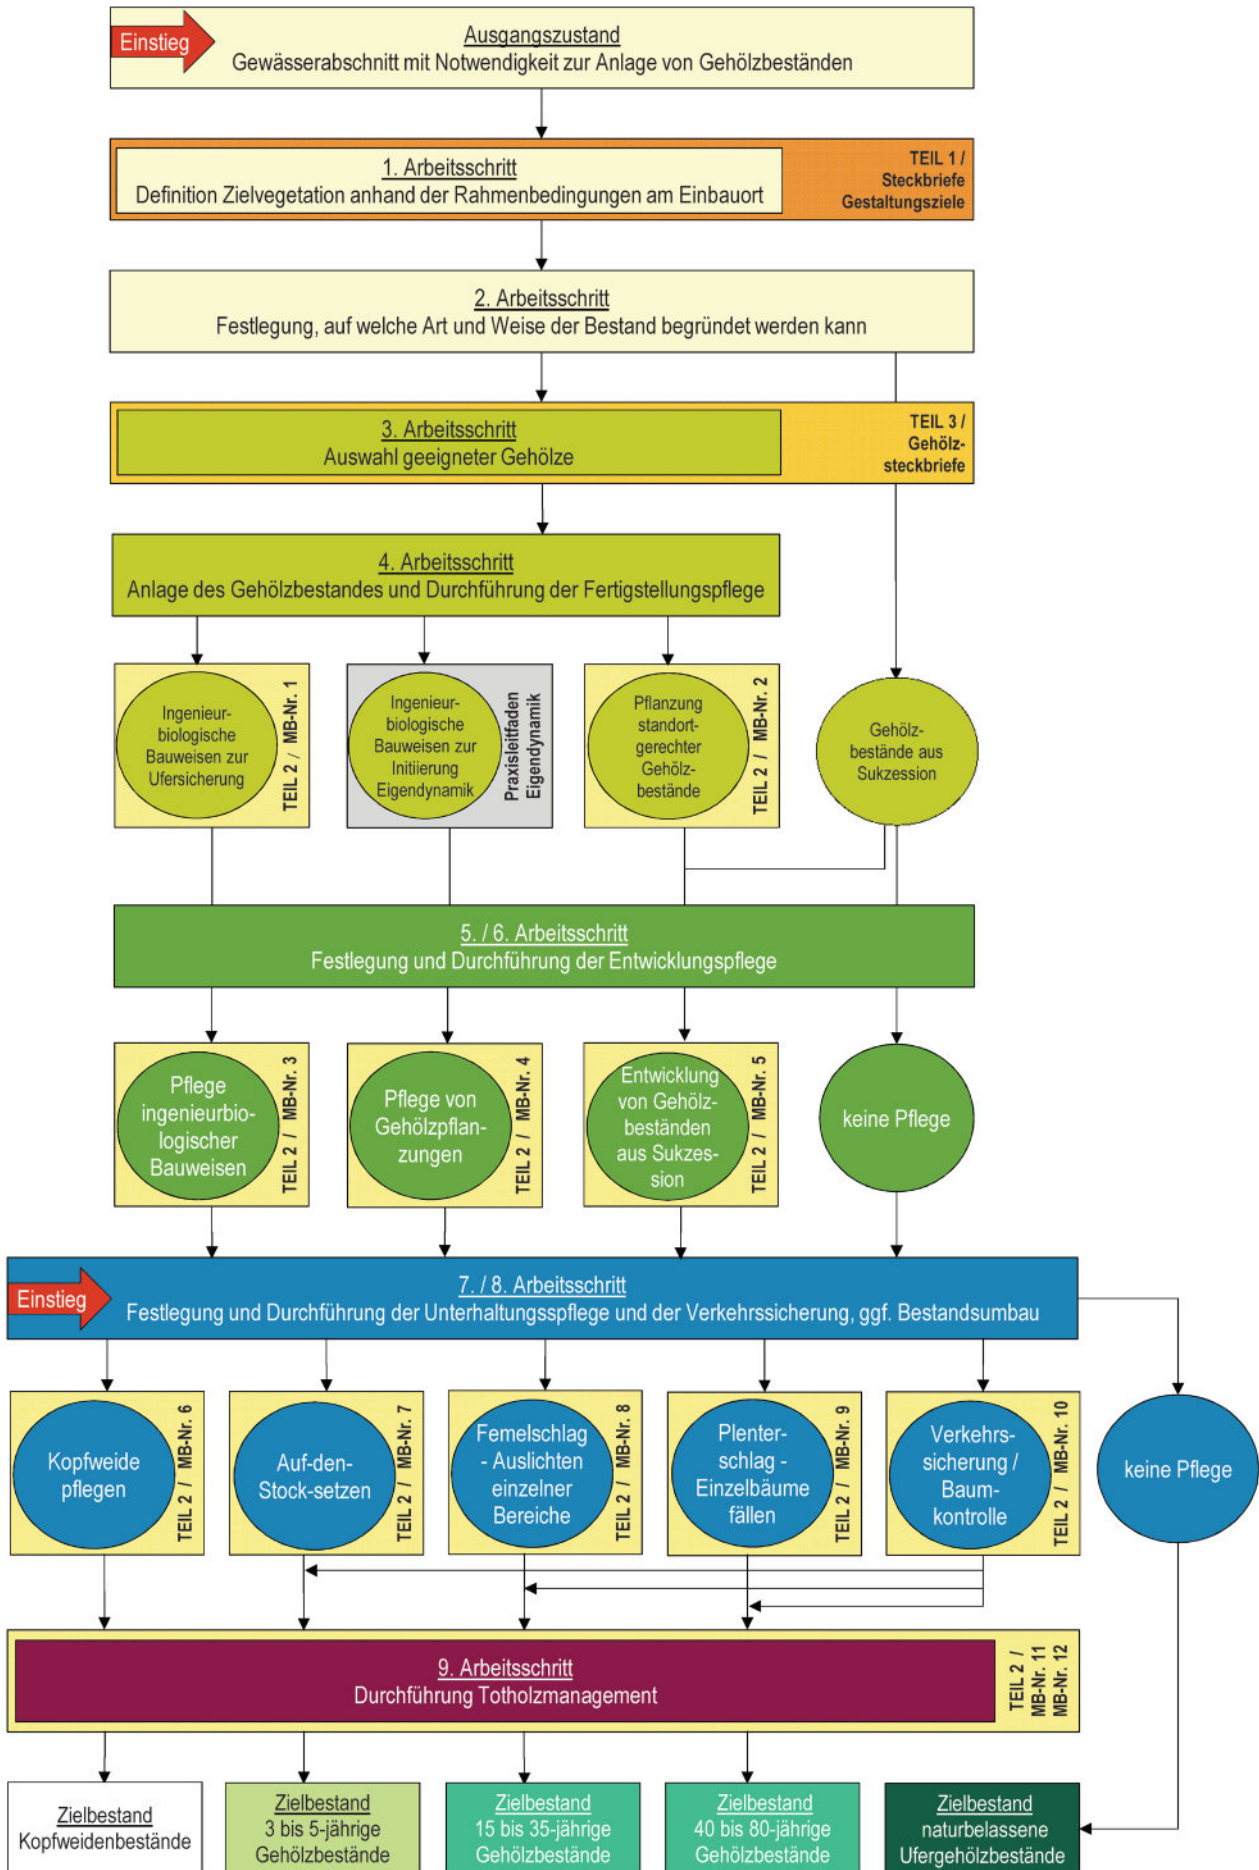 Einstieg
Ausgangszustand
Gewässerabschnitt mit Notwendigkeit zur Anlage von Gehölzbeständen
1. Arbeitsschritt
Definition Zielvegetation anhand der Rahmenbedingungen am Einbauort
TEIL 1 /
Steckbriefe
Gestaltungsziele
2. Arbeitsschritt
Festlegung, auf welche Art und Weise der Bestand begründet werden kann
3. Arbeitsschritt
Auswahl geeigneter Gehölze
TEIL 3 /
Gehölz-
steckbriefe
4. Arbeitsschritt
Anlage des Gehölzbestandes und Durchführung der Fertigstellungspflege
Ingenieur-
biologische
Bauweisen zur
Ufersicherung
TEIL 2 / MB-Nr. 1
Ingenieur-
biologische
Bauweisen zur
Initiierung
Eigendynamik
Praxisleitfaden
Eigendynamik
Pflanzung
standort-
gerechter
Gehölz-
bestände
TEIL 2 / MB-Nr. 2
Gehölz-
bestände aus
Sukzession
5. / 6. Arbeitsschritt
Festlegung und Durchführung der Entwicklungspflege
Pflege
ingenieurbio-
logischer
Bauweisen
TEIL 2 / MB-Nr. 3
Pflege von
Gehölzpflan-
zungen
TEIL 2 / MB-Nr. 4
Entwicklung
von Gehölz-
beständen
aus Sukzes-
sion
TEIL 2 / MB-Nr. 5
keine Pflege
Einstieg
7. / 8. Arbeitsschritt
Festlegung und Durchführung der Unterhaltungspflege und der Verkehrssicherung, ggf. Bestandsumbau
Kopfweide
pflegen
TEIL 2 / MB-Nr. 6
Auf-den-
Stock-setzen
TEIL 2 / MB-Nr. 7
Femelschlag
- Auslichten
einzelner
Bereiche
TEIL 2 / MB-Nr. 8
Plenter-
schlag -
Einzelbäume
fällen
TEIL 2 / MB-Nr. 9
Verkehrs-
sicherung /
Baum-
kontrolle
TEIL 2 / MB-Nr. 10
keine Pflege
9. Arbeitsschritt
Durchführung Totholzmanagement
TEIL 2 /
MB-Nr. 11
MB-Nr. 12
Zielbestand
Kopfweidenbestände
Zielbestand
3 bis 5-jährige
Gehölzbestände
Zielbestand
15 bis 35-jährige
Gehölzbestände
Zielbestand
40 bis 80-jährige
Gehölzbestände
Zielbestand
naturbelassene
Ufergehölzbestände